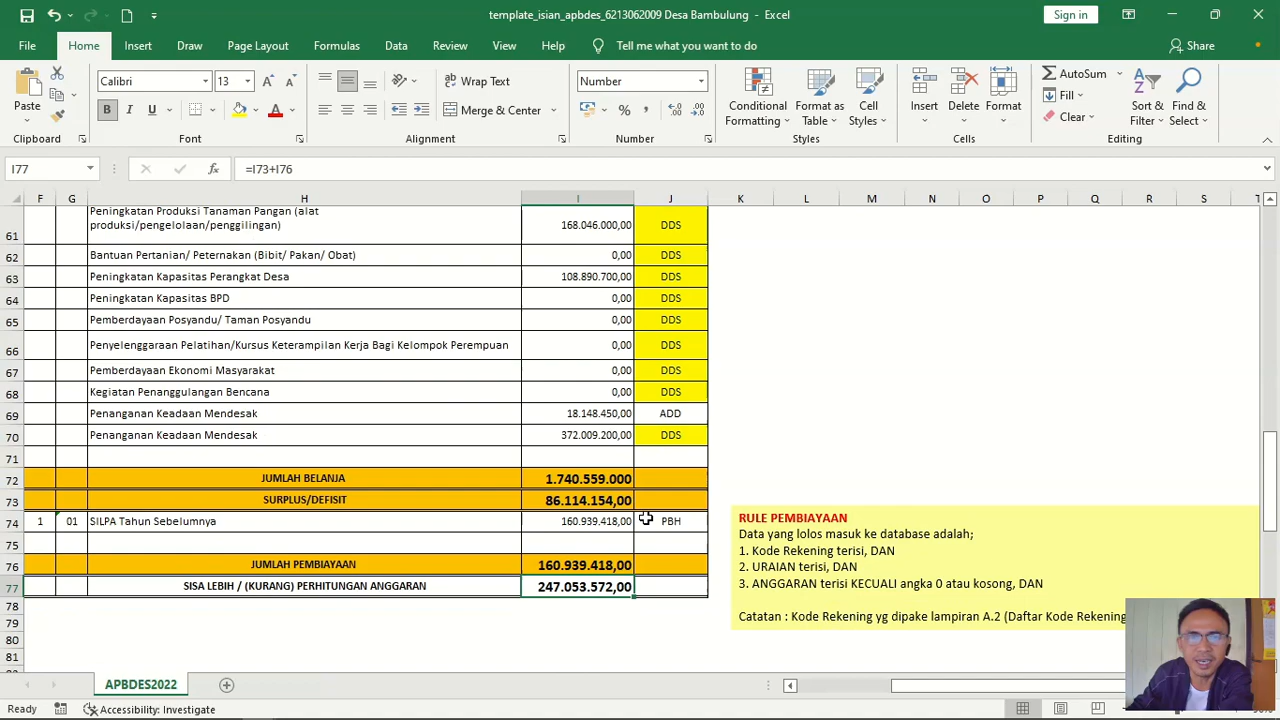 template_isian_apbdes_6213062009 Desa Bambulung - Excel
Sign in
File Home Insert Draw Page Layout Formulas Data Review View Help Tell me what you want to do Share
Paste
Clipboard
Calibri 13
B I U
Font
Wrap Text
Merge & Center
Alignment
Number
Number
Conditional Formatting
Format as Table
Cell Styles
Styles
Insert Delete Format
Cells
AutoSum
Fill
Clear
Sort & Filter
Find & Select
Editing
I77 fx =I73+I76
F G H I J K L M N O P Q R S T
61 Peningkatan Produksi Tanaman Pangan (alat
produksi/pengelolaan/penggilingan) 168.046.000,00 DDS
62 Bantuan Pertanian/ Peternakan (Bibit/ Pakan/ Obat) 0,00 DDS
63 Peningkatan Kapasitas Perangkat Desa 108.890.700,00 DDS
64 Peningkatan Kapasitas BPD 0,00 DDS
65 Pemberdayaan Posyandu/ Taman Posyandu 0,00 DDS
66 Penyelenggaraan Pelatihan/Kursus Keterampilan Kerja Bagi Kelompok Perempuan 0,00 DDS
67 Pemberdayaan Ekonomi Masyarakat 0,00 DDS
68 Kegiatan Penanggulangan Bencana 0,00 DDS
69 Penanganan Keadaan Mendesak 18.148.450,00 ADD
70 Penanganan Keadaan Mendesak 372.009.200,00 DDS
71
72 JUMLAH BELANJA 1.740.559.000
73 SURPLUS/DEFISIT 86.114.154,00
74 1 01 SILPA Tahun Sebelumnya 160.939.418,00 PBH
75
76 JUMLAH PEMBIAYAAN 160.939.418,00
77 SISA LEBIH / (KURANG) PERHITUNGAN ANGGARAN 247.053.572,00
78
79
80
81
RULE PEMBIAYAAN
Data yang lolos masuk ke database adalah;
1. Kode Rekening terisi, DAN
2. URAIAN terisi, DAN
3. ANGGARAN terisi KECUALI angka 0 atau kosong, DAN
Catatan : Kode Rekening yg dipake lampiran A.2 (Daftar Kode Rekening
APBDES2022
Ready Accessibility: Investigate